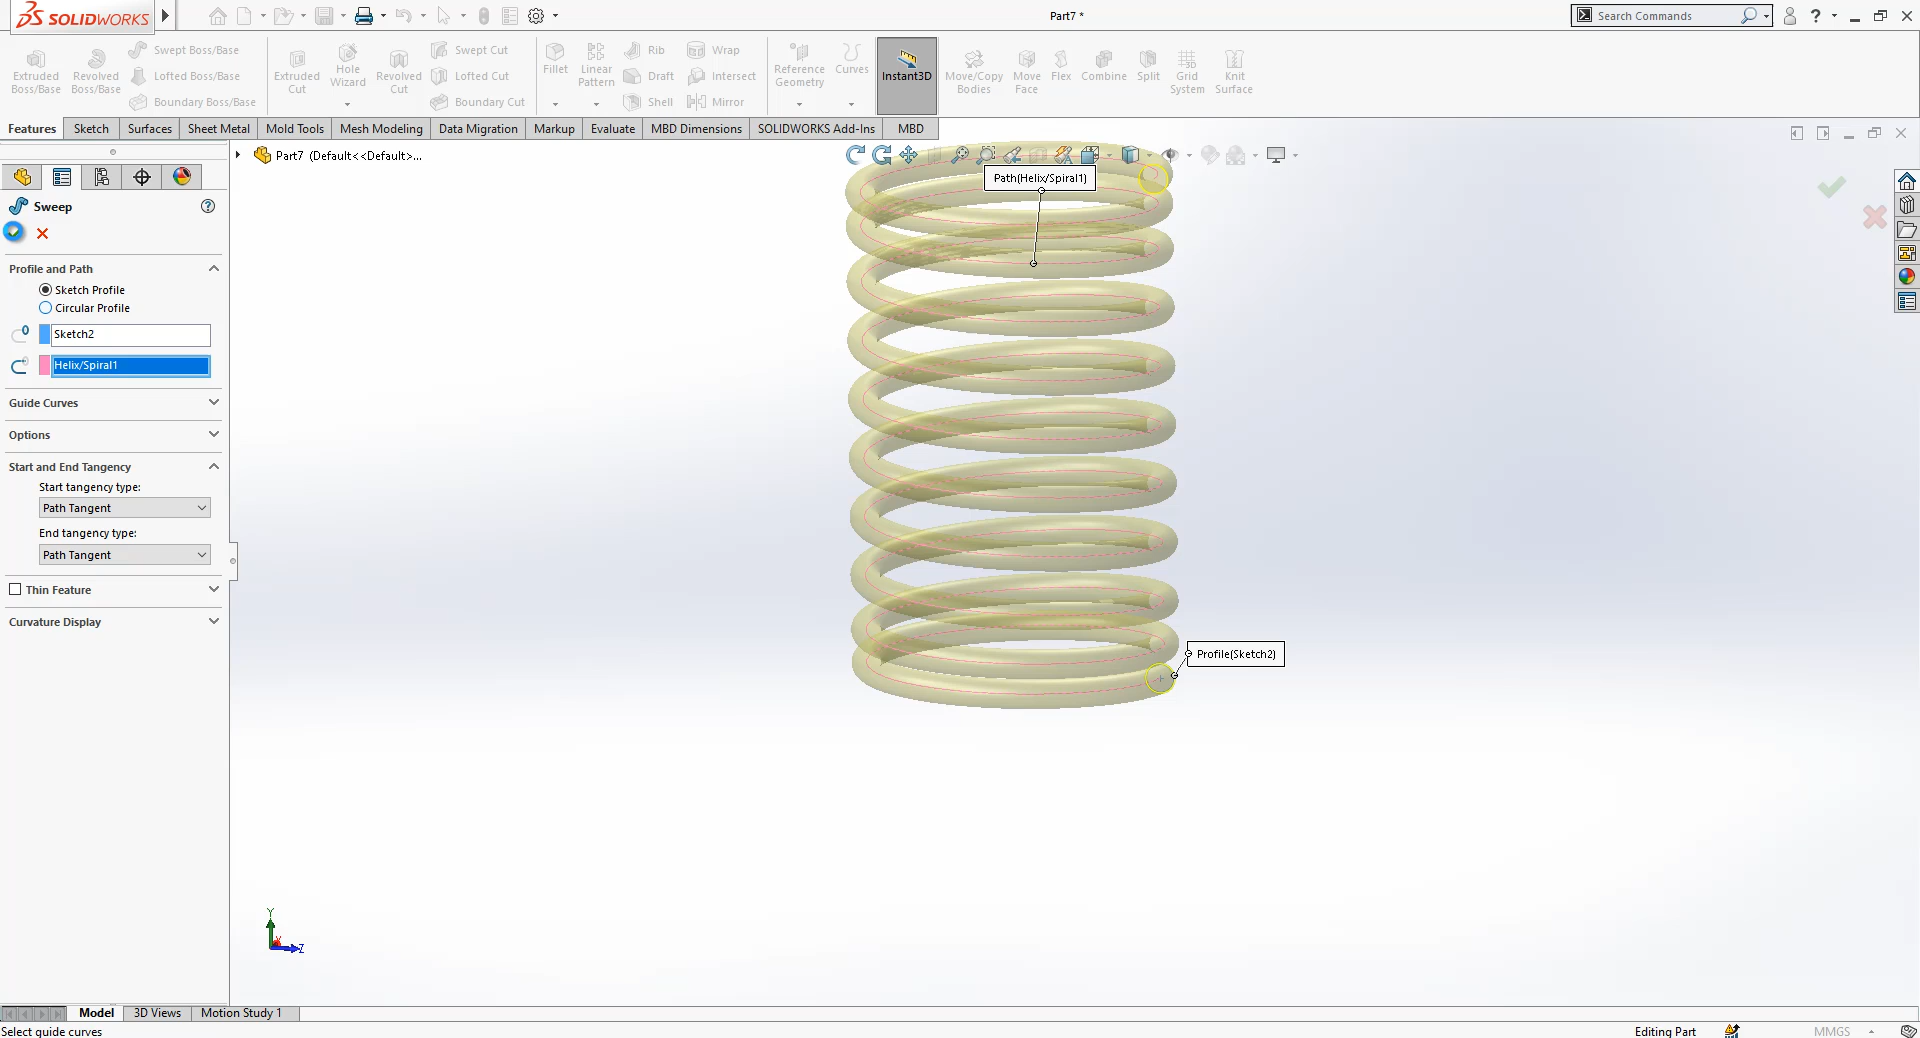 SOLIDWORKS
Part7 *
Search Commands
?
Extruded Boss/Base
Revolved Boss/Base
Swept Boss/Base
Lofted Boss/Base
Boundary Boss/Base
Extruded Cut
Hole Wizard
Revolved Cut
Swept Cut
Lofted Cut
Boundary Cut
Fillet
Linear Pattern
Rib
Draft
Shell
Wrap
Intersect
Mirror
Reference Geometry
Curves
Instant3D
Move/Copy Bodies
Move Face
Flex
Combine
Split
Grid System
Knit Surface
Features
Sketch
Surfaces
Sheet Metal
Mold Tools
Mesh Modeling
Data Migration
Markup
Evaluate
MBD Dimensions
SOLIDWORKS Add-Ins
MBD
Part7 (Default<<Default>...
Path(Helix/Spiral1)
Sweep
?
Profile and Path
Sketch Profile
Circular Profile
Sketch2
Helix/Spiral1
Guide Curves
Options
Start and End Tangency
Start tangency type:
Path Tangent
End tangency type:
Path Tangent
Thin Feature
Curvature Display
Profile(Sketch2)
Y
X
Z
Model
3D Views
Motion Study 1
Select guide curves
Editing Part
MMGS